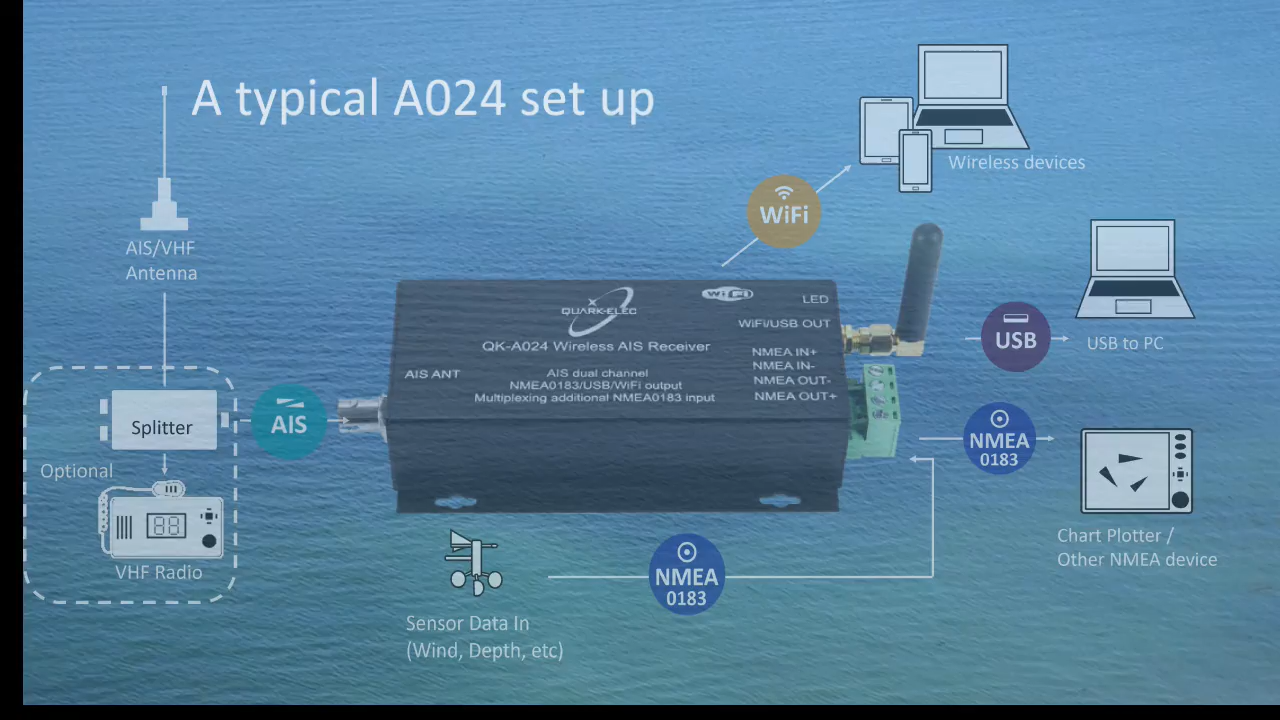 A typical A024 set up
Wireless devices
WiFi
AIS/VHF
Antenna
WiFi
LED
QUARK-ELEC
WiFi/USB OUT
QK-A024 Wireless AIS Receiver
USB
USB to PC
NMEA IN+
NMEA IN-
NMEA OUT-
NMEA OUT+
AIS ANT
AIS dual channel
NMEA0183/USB/WiFi output
Multiplexing additional NMEA0183 input
Splitter
AIS
NMEA
0183
Optional
88
VHF Radio
Chart Plotter /
Other NMEA device
NMEA
0183
Sensor Data In
(Wind, Depth, etc)